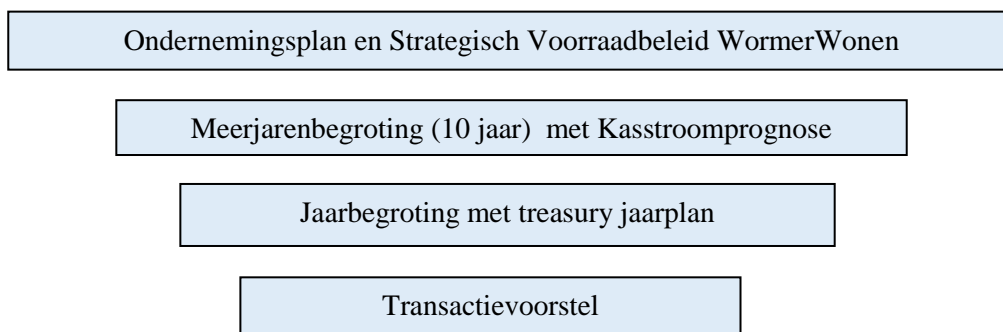 Ondernemingsplan en Strategisch Voorraadbeleid WormerWonen
Meerjarenbegroting (10 jaar) met Kasstroomprognose
Jaarbegroting met treasury jaarplan
Transactievoorstel